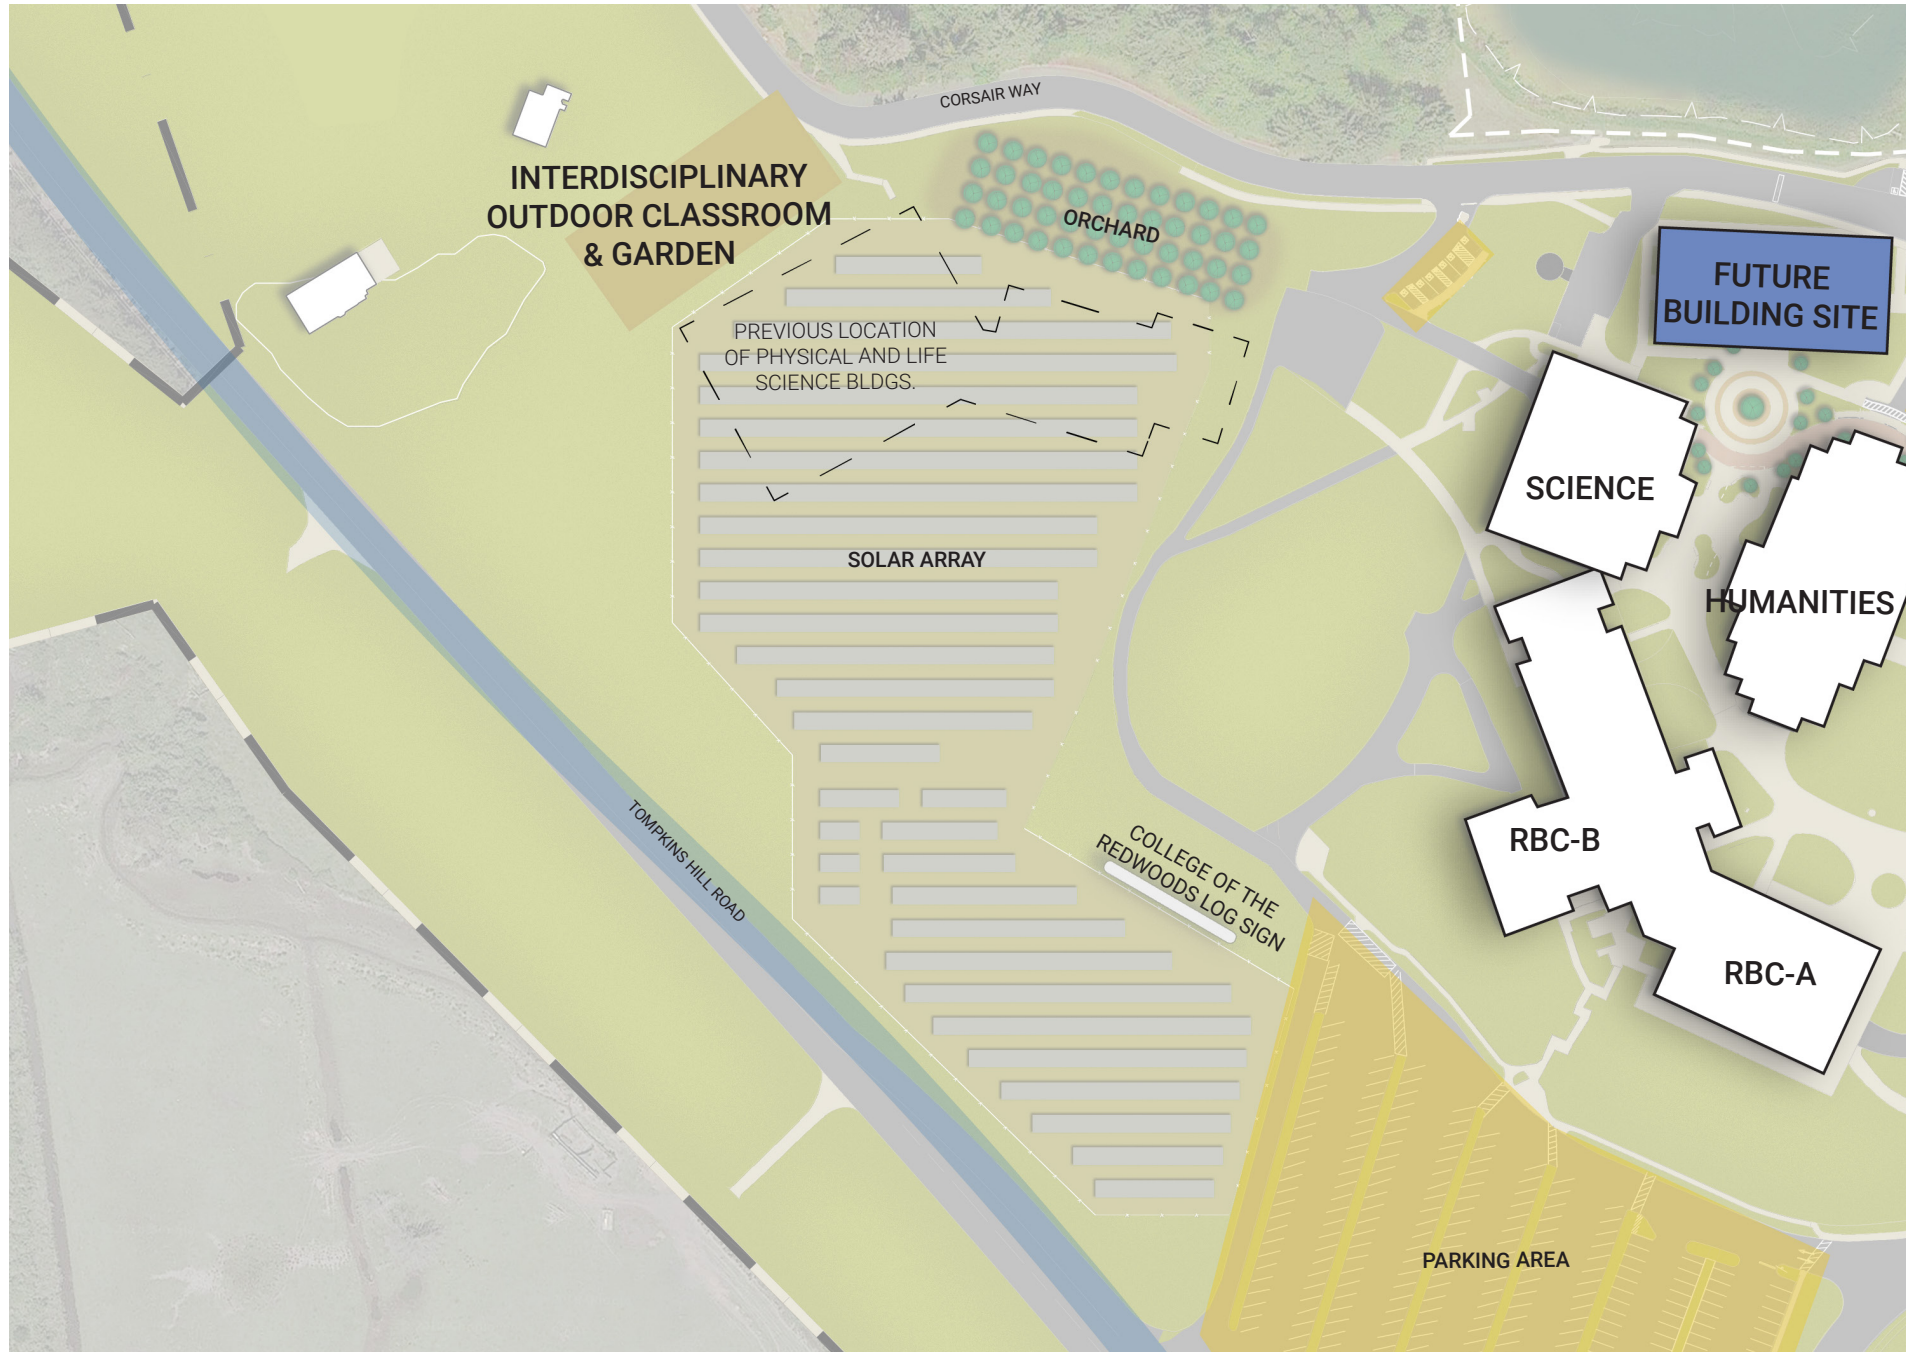 CORSAIR WAY
INTERDISCIPLINARY
OUTDOOR CLASSROOM
& GARDEN
ORCHARD
FUTURE
BUILDING SITE
PREVIOUS LOCATION
OF PHYSICAL AND LIFE
SCIENCE BLDGS.
SCIENCE
SOLAR ARRAY
HUMANITIES
TOMPKINS HILL ROAD
COLLEGE OF THE
REDWOODS LOG SIGN
RBC-B
RBC-A
PARKING AREA